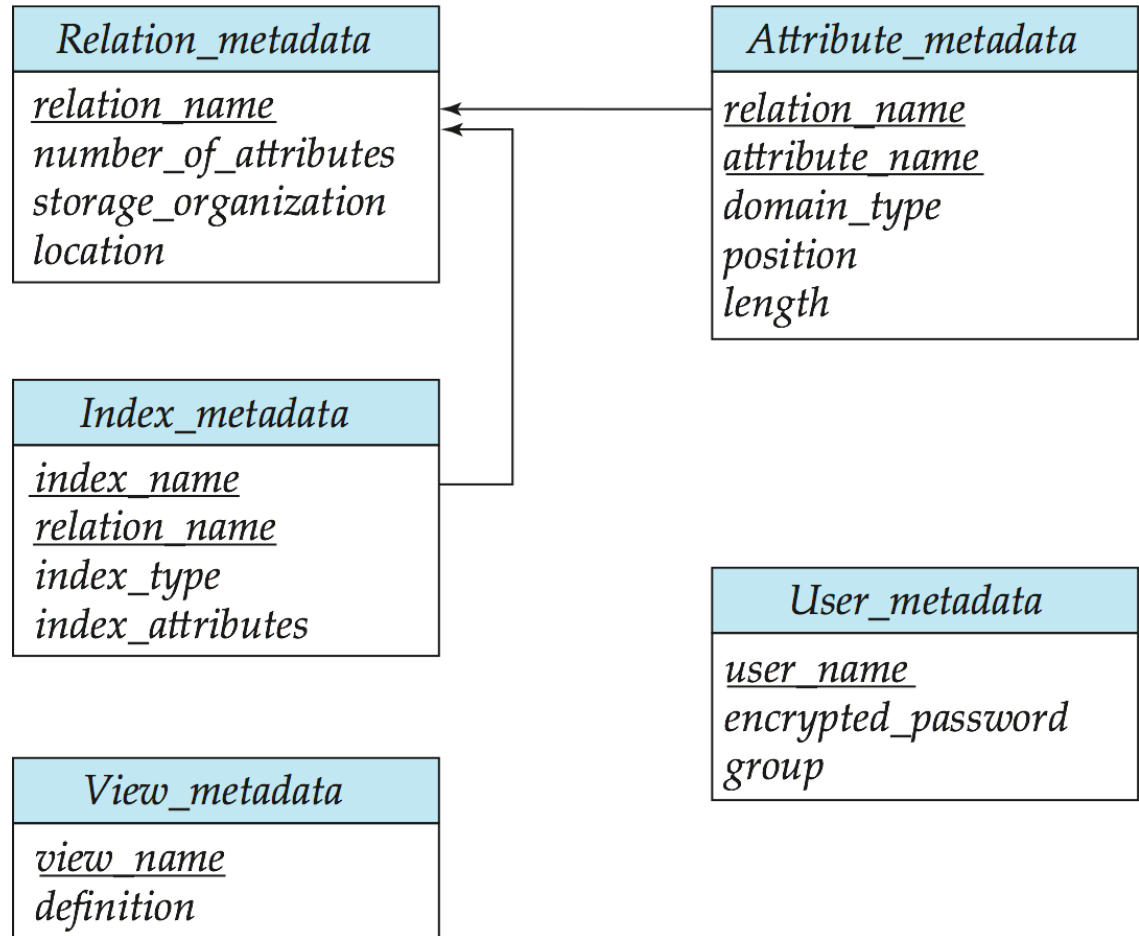 Relation_metadata
relation_name
number_of_attributes
storage_organization
location
Attribute_metadata
relation_name
attribute_name
domain_type
position
length
Index_metadata
index_name
relation_name
index_type
index_attributes
User_metadata
user_name
encrypted_password
group
View_metadata
view_name
definition